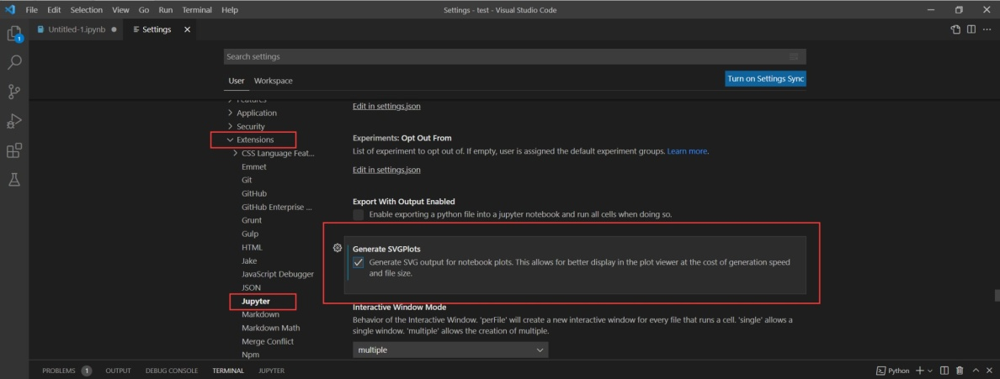 File Edit Selection View Go Run Terminal Help
Settings - test - Visual Studio Code
1
Untitled-1.ipynb
Settings
Search settings
User Workspace
Turn on Settings Sync
Features
Application
Security
Extensions
CSS Language Feat...
Emmet
Git
GitHub
GitHub Enterprise ...
Grunt
Gulp
HTML
Jake
JavaScript Debugger
JSON
Jupyter
Markdown
Markdown Math
Merge Conflict
Npm
Edit in settings.json
Experiments: Opt Out From
List of experiment to opt out of. If empty, user is assigned the default experiment groups. Learn more.
Edit in settings.json
Export With Output Enabled
Enable exporting a python file into a jupyter notebook and run all cells when doing so.
Generate SVGPlots
Generate SVG output for notebook plots. This allows for better display in the plot viewer at the cost of generation speed
and file size.
Interactive Window Mode
Behavior of the Interactive Window. 'perFile' will create a new interactive window for every file that runs a cell. 'single' allows a
single window. 'multiple' allows the creation of multiple.
multiple
PROBLEMS 1 OUTPUT DEBUG CONSOLE TERMINAL JUPYTER
Python